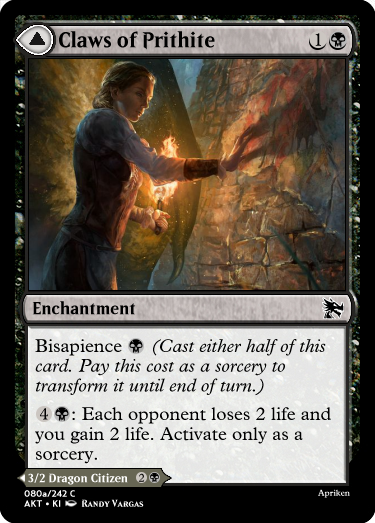 Claws of Prithite 1
Enchantment
Bisapience (Cast either half of this
card. Pay this cost as a sorcery to
transform it until end of turn.)
4 : Each opponent loses 2 life and
you gain 2 life. Activate only as a
sorcery.
3/2 Dragon Citizen 2
080a/242 C
AKT • KI Randy Vargas
Apriken